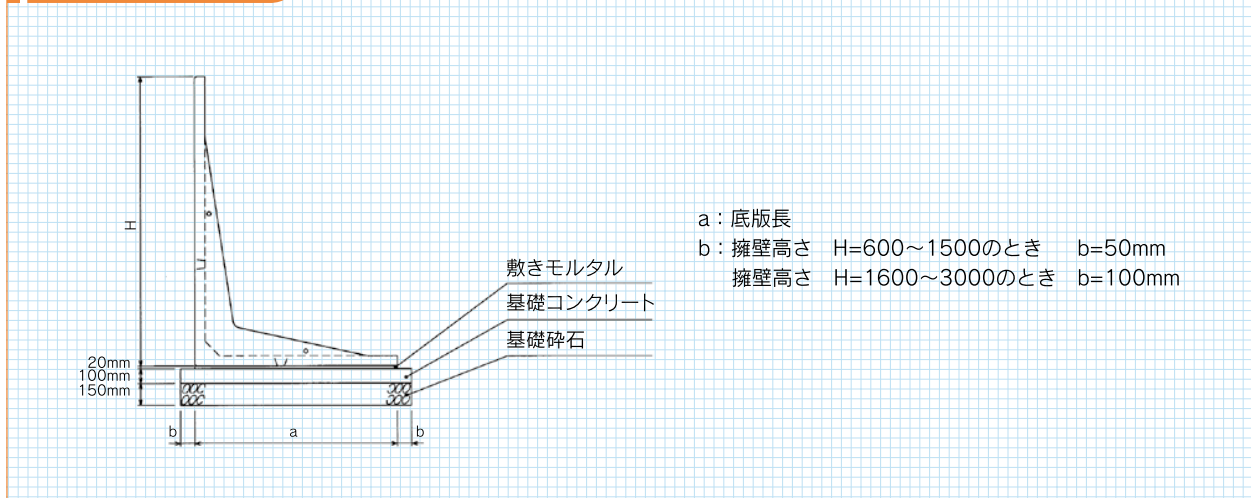 H
20mm
100mm
150mm
b
a
b
敷きモルタル
基礎コンクリート
基礎砕石
a：底版長
b：擁壁高さ　H=600～1500のとき　b=50mm
擁壁高さ　H=1600～3000のとき　b=100mm